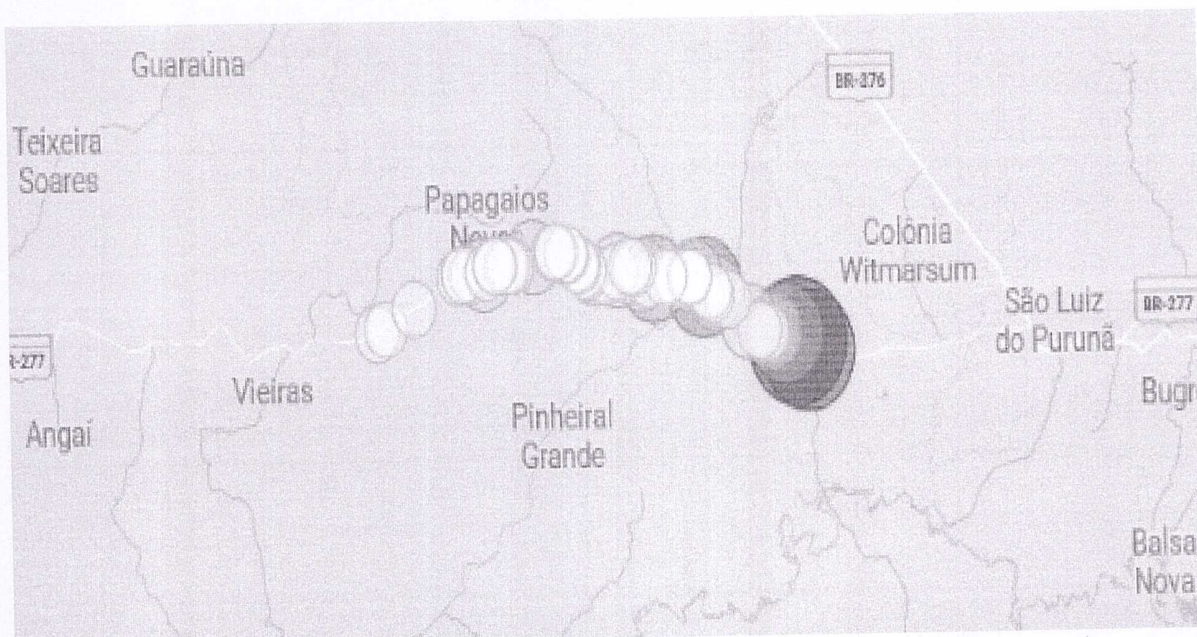 Guaraúna
BR-376
Teixeira
Soares
Papagaios
Colônia
Witmarsum
São Luiz
do Purunã
BR-277
-277
Vieiras
Angaí
Pinheiral
Grande
Bugr
Balsa
Nova